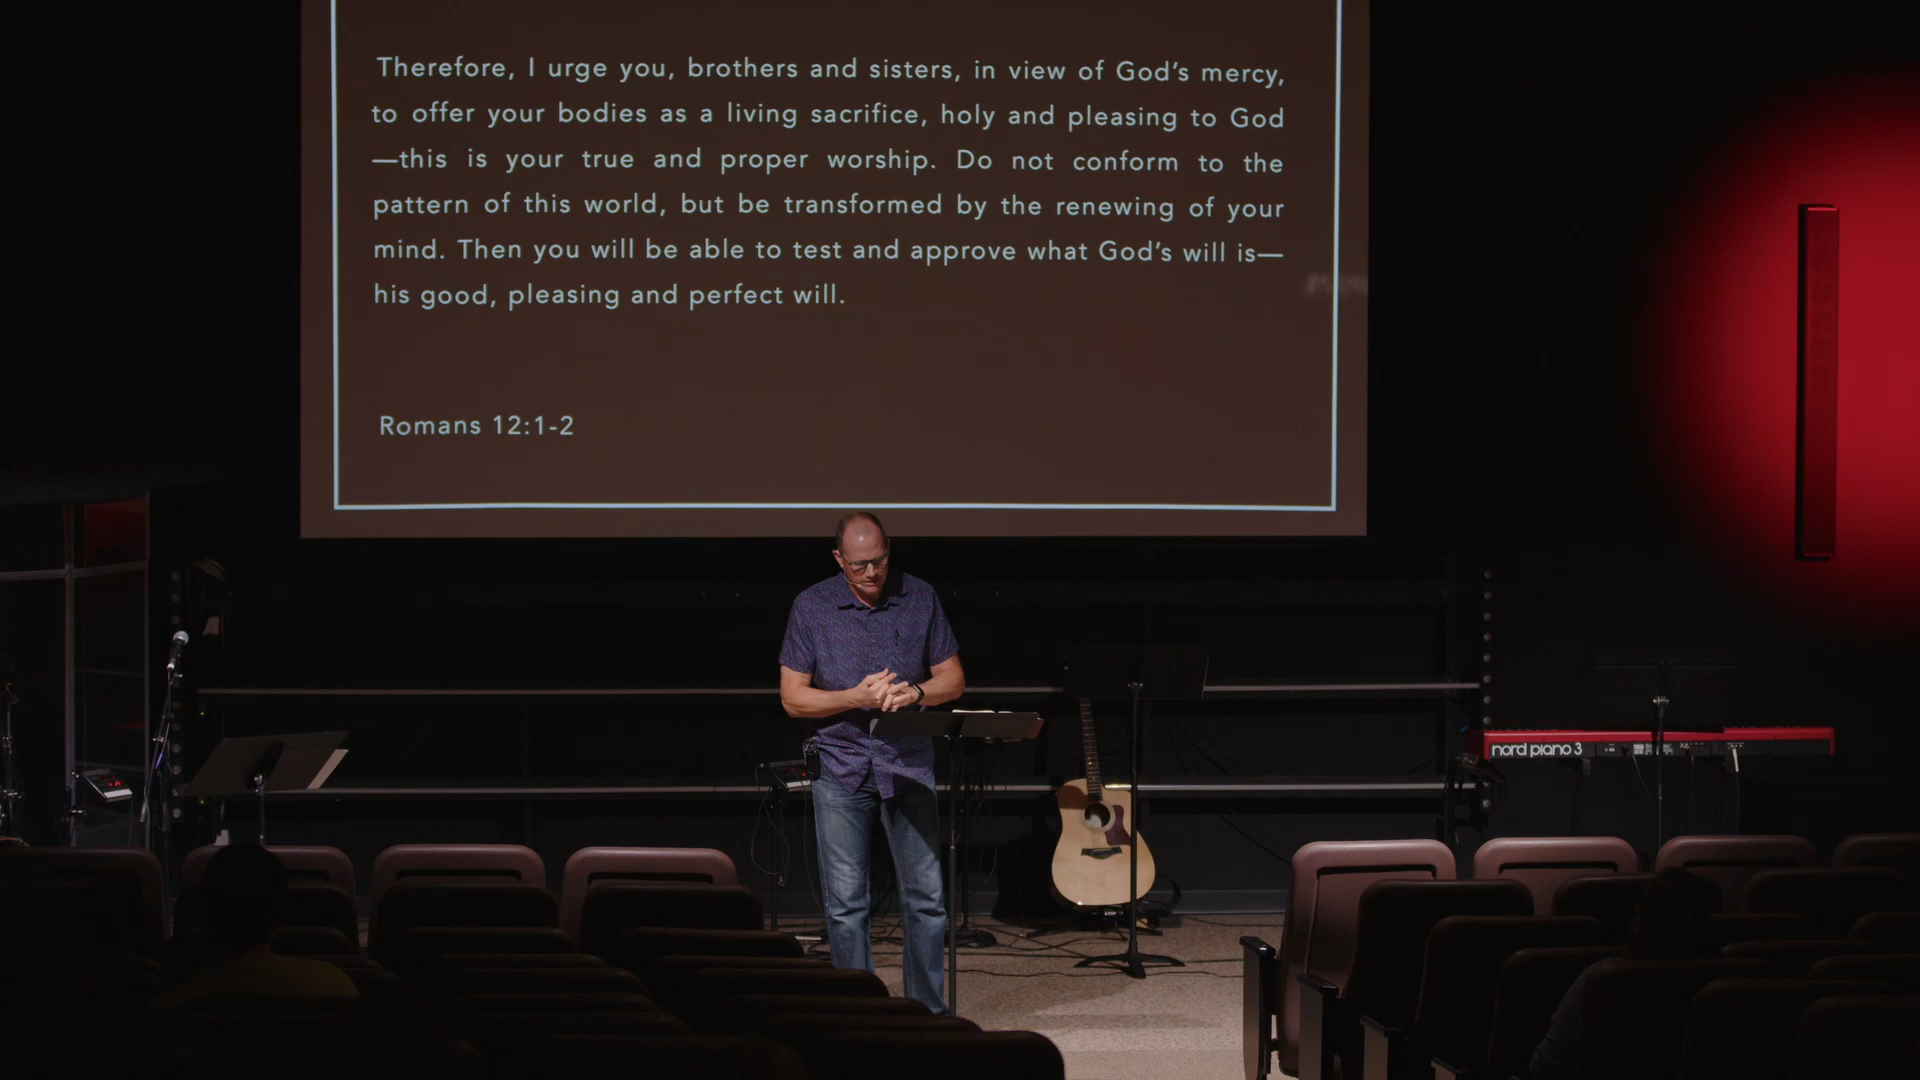 Therefore, I urge you, brothers and sisters, in view of God’s mercy,
to offer your bodies as a living sacrifice, holy and pleasing to God
—this is your true and proper worship. Do not conform to the
pattern of this world, but be transformed by the renewing of your
mind. Then you will be able to test and approve what God’s will is—
his good, pleasing and perfect will.
Romans 12:1-2
nord piano 3